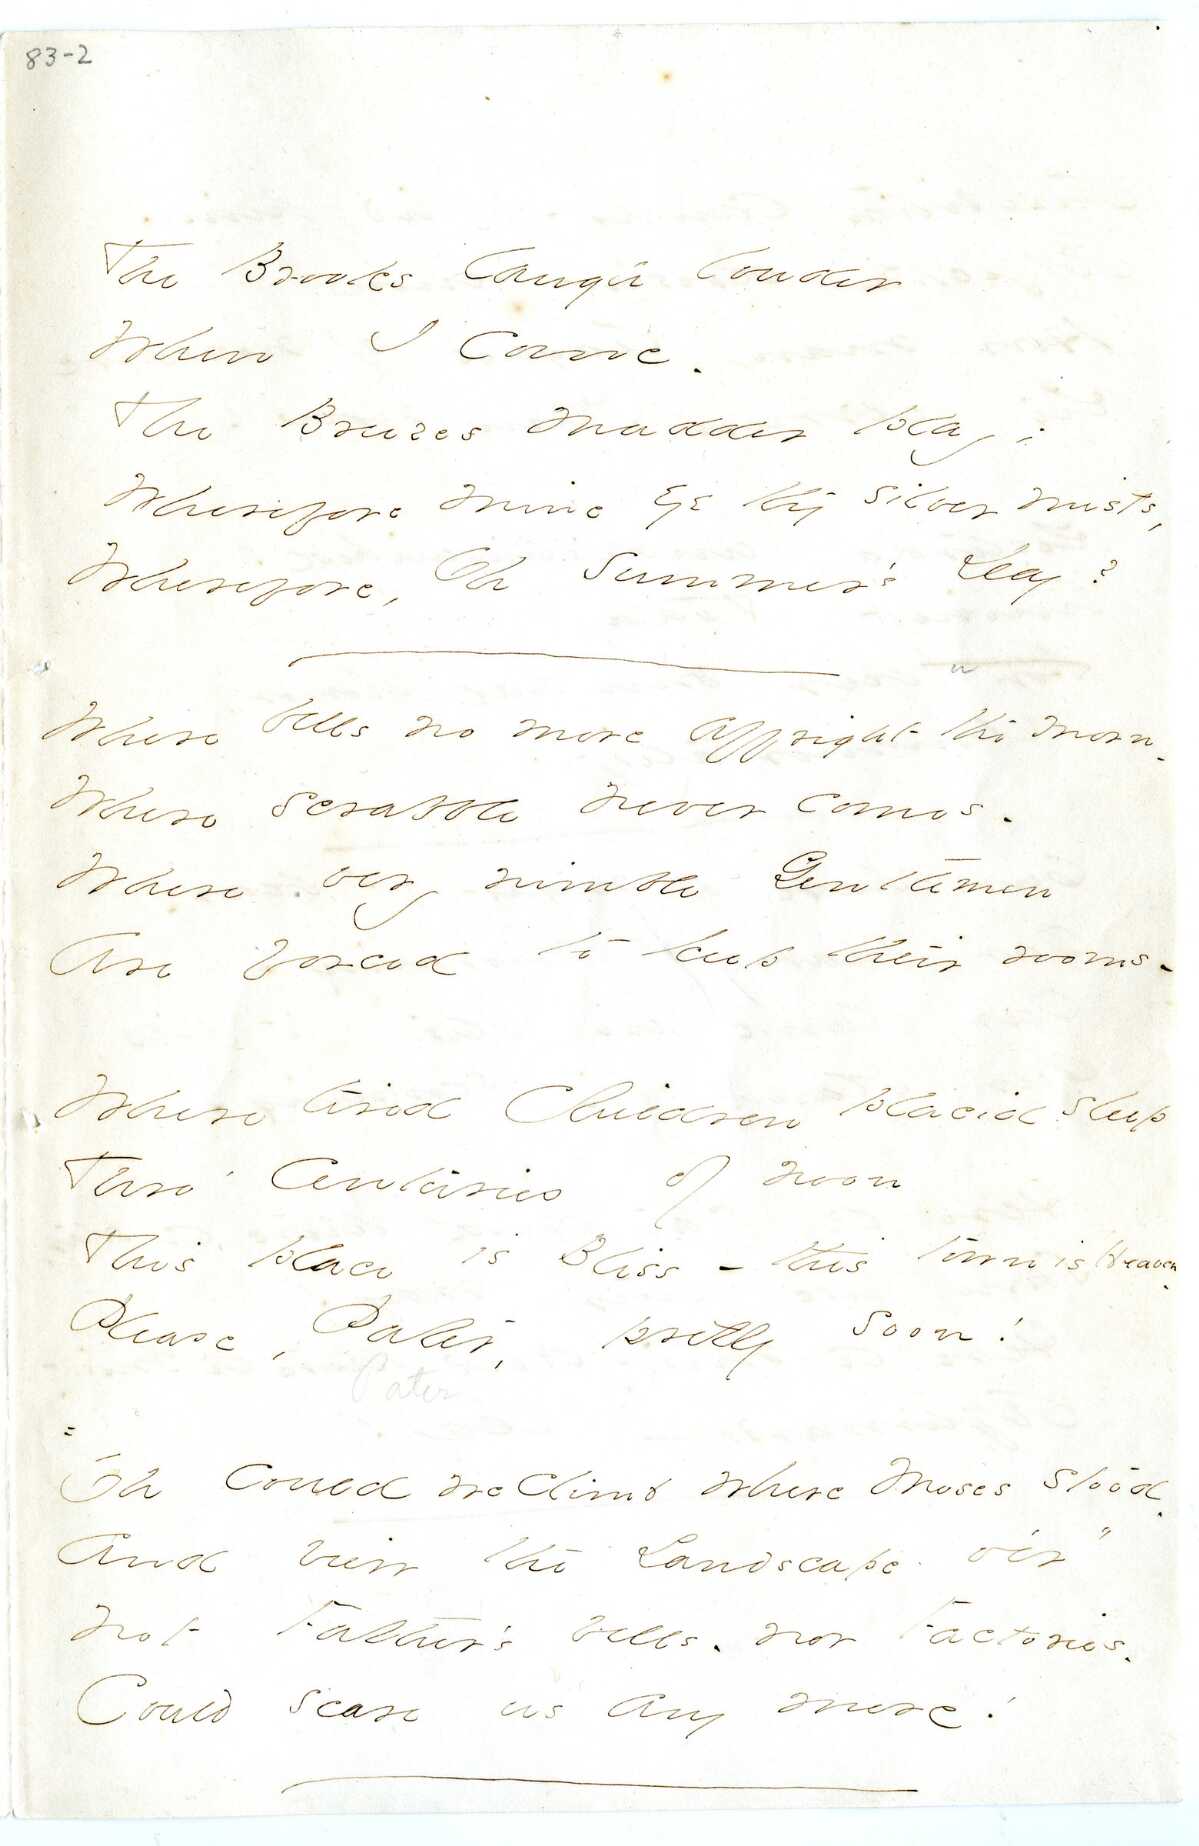 83-2
The Brooks laugh louder
When I come.
The Breezes madder play;
Wherefore mine eye thy silver mists,
Wherefore, Oh Summer's Day?
Where bells no more affright the morn -
Where scrabble never comes -
Where very nimble Gentlemen
Are forced to keep their rooms -
Where tired Children placid sleep
Thro' Centuries of noon
This place is Bliss - this town is Heaven -
Please, Pater, pretty soon!
Pater
"Oh could we climb where Moses stood,
And view the Landscape o'er"
Not Father's bells - nor Factories -
Could scare us any more!